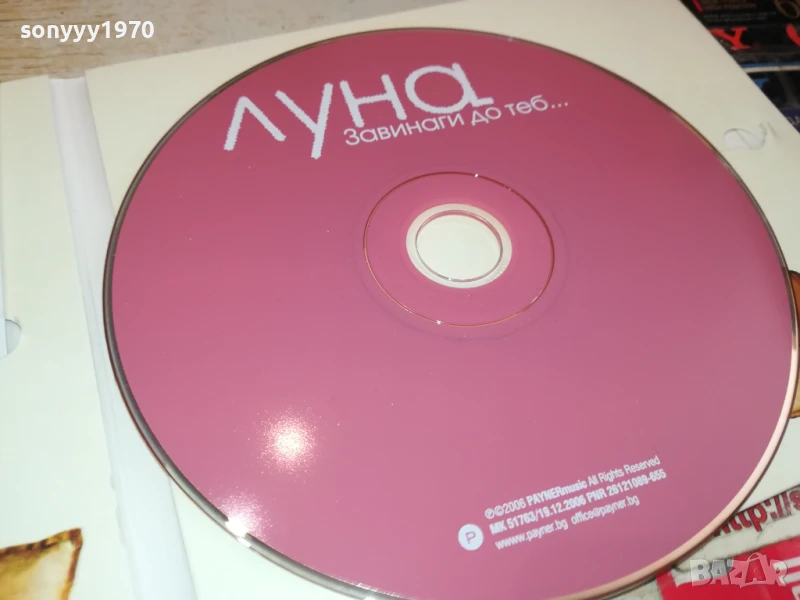 sonyyy1970
Луна
Завинаги до теб...
℗©2006 PAYNERmusic All Rights Reserved
MK 51763/19.12.2006 PNR 26121089-655
www.payner.bg office@payner.bg
P
BAZAR